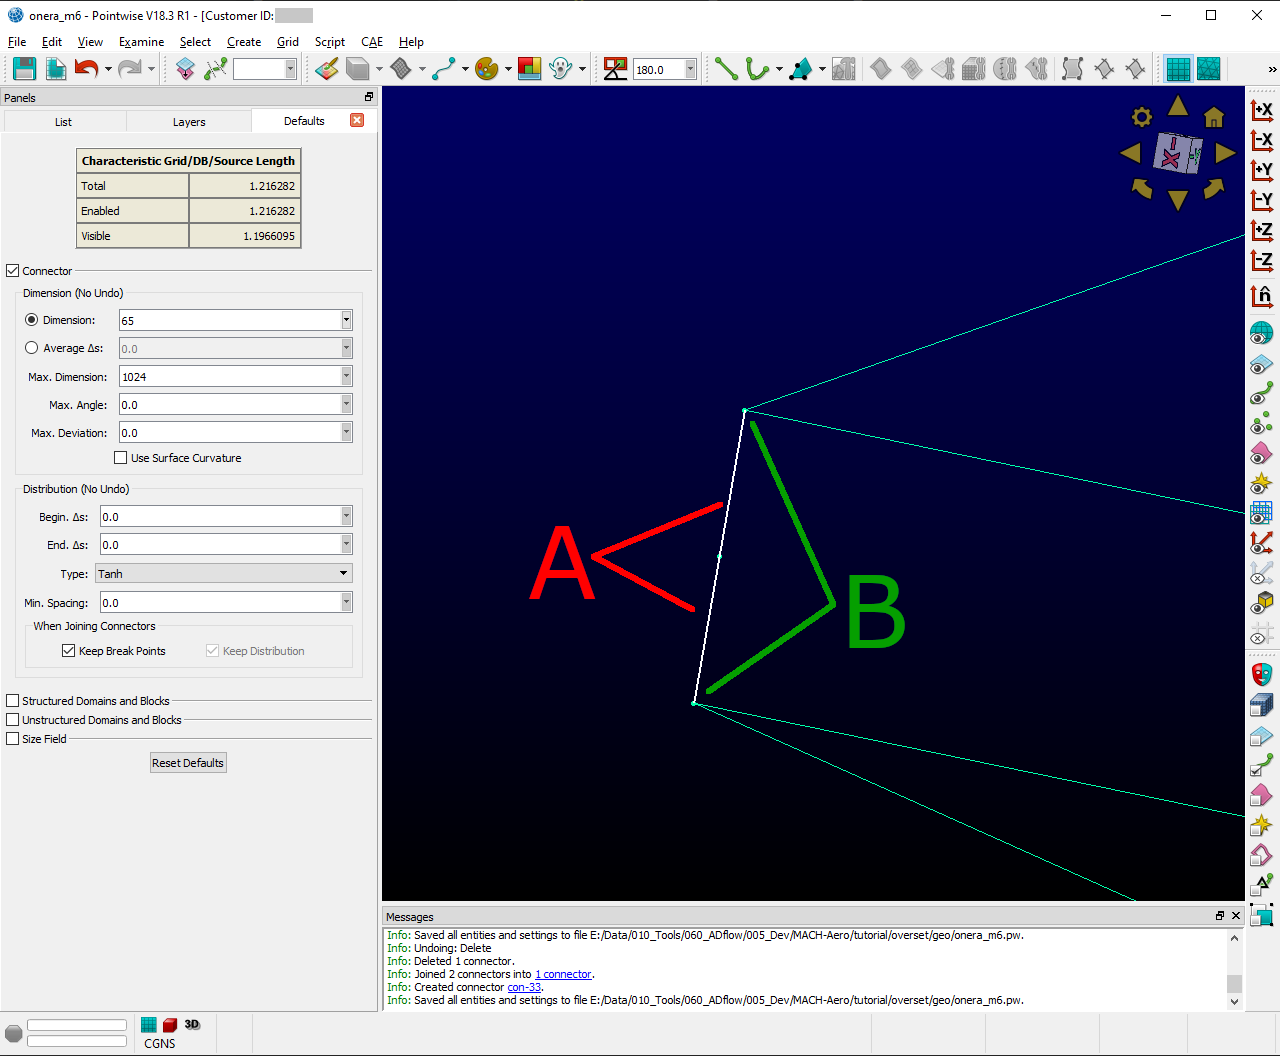 onera_m6 - Pointwise V18.3 R1 - [Customer ID:
File Edit View Examine Select Create Grid Script CAE Help
180.0
»
Panels
List Layers Defaults
Characteristic Grid/DB/Source Length
Total 1.216282
Enabled 1.216282
Visible 1.1966095
Connector
Dimension (No Undo)
Dimension: 65
Average Δs: 0.0
Max. Dimension: 1024
Max. Angle: 0.0
Max. Deviation: 0.0
Use Surface Curvature
Distribution (No Undo)
Begin. Δs: 0.0
End. Δs: 0.0
Type: Tanh
Min. Spacing: 0.0
When Joining Connectors
Keep Break Points Keep Distribution
Structured Domains and Blocks
Unstructured Domains and Blocks
Size Field
Reset Defaults
A
B
X
+X
-X
+Y
-Y
+Z
-Z
n̂
Messages
Info: Saved all entities and settings to file E:/Data/010_Tools/060_ADflow/005_Dev/MACH-Aero/tutorial/overset/geo/onera_m6.pw.
Info: Undoing: Delete
Info: Deleted 1 connector.
Info: Joined 2 connectors into 1 connector.
Info: Created connector con-33.
Info: Saved all entities and settings to file E:/Data/010_Tools/060_ADflow/005_Dev/MACH-Aero/tutorial/overset/geo/onera_m6.pw.
3D
CGNS